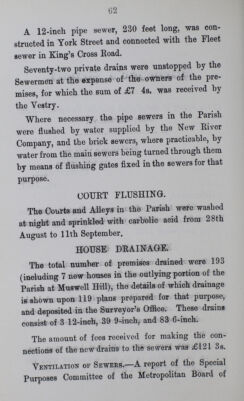 62
A 12-inch pipe sewer, 230 feet long, was con-
structed in York Street and connected with the Fleet
sewer in King's Cross Road.
Seventy-two private drains were unstopped by the
Sewermen at the expense of the owners of the pre-
mises, for which the sum of £7 4s. was received by
the Vestry.
Where necessary the pipe sewers in the Parish
were flushed by water supplied by the New River
Company, and the brick sewers, where practicable, by
water from the main sewers being turned through them
by means of flushing gates fixed in the sewers for that
purpose.
COURT FLUSHING.
The Courts and Alleys in the Parish were washed
at night and sprinkled with carbolic acid from 28th
August to 11th September.
HOUSE DRAINAGE.
The total number of premises drained were 193
(including 7 new houses in the outlying portion of the
Parish at Muswell Hill), the details of which drainage
is shown upon 119 plans prepared for that purpose,
and deposited in the Surveyor's Office. These drains
consist of 3 12-inch, 39 9-inch, and 83 6-inch.
The amount of fees received for making the con-
nections of the new drains to the sewers was £121 3s.
VENTILATION OF SEWERS.—A report of the Special
Purposes Committee of the Metropolitan Board of